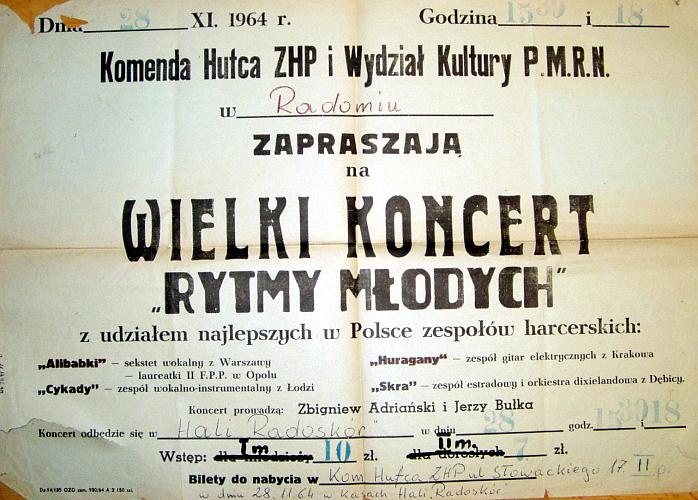 Dnia 28 XI. 1964 r. Godzina 15³⁰ i 18
Komenda Hufca ZHP i Wydział Kultury P.M.R.N.
w Radomiu
ZAPRASZAJĄ
na
WIELKI KONCERT
„RYTMY MŁODYCH"
z udziałem najlepszych w Polsce zespołów harcerskich:
„Alibabki" — sekstet wokalny z Warszawy
— laureatki II F.P.P. w Opolu
„Cykady" — zespół wokalno-instrumentalny z Łodzi
„Huragany" — zespół gitar elektrycznych z Krakowa
„Skra" — zespół estradowy i orkiestra dixielandowa z Dębicy.
Koncert prowadzą: Zbigniew Adriański i Jerzy Bułka
Koncert odbędzie się w Hali Radoskór w dniu 28 godz. 15³⁰ i 18
I m. II m.
Wstęp: dla młodzieży 10 zł. dla dorosłych 7 zł.
Bilety do nabycia w Kom Hufca ZHP ul Słowackiego 17. II p.
w dniu 28.11.64 w kasach Hali Radoskór.